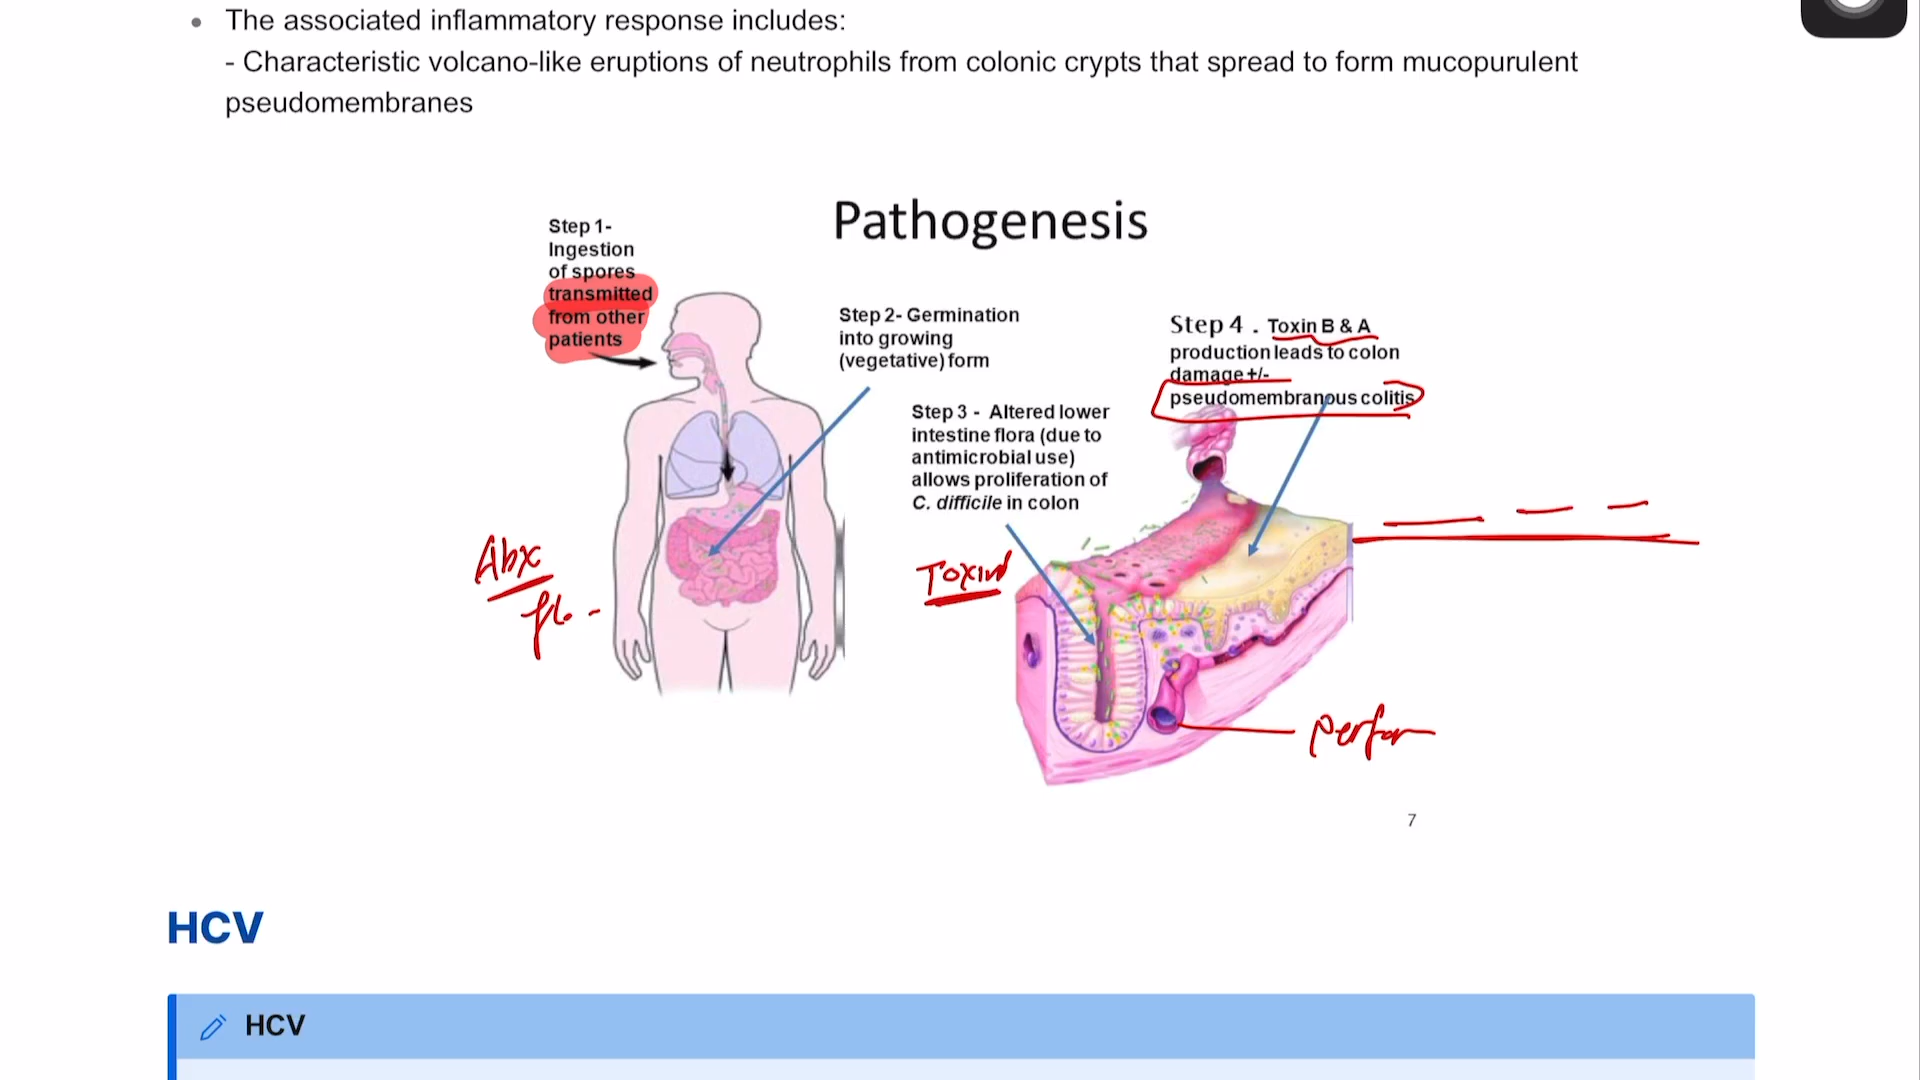 The associated inflammatory response includes:
- Characteristic volcano-like eruptions of neutrophils from colonic crypts that spread to form mucopurulent
pseudomembranes
Pathogenesis
Step 1-
Ingestion
of spores
transmitted
from other
patients
Step 2- Germination
into growing
(vegetative) form
Step 3 - Altered lower
intestine flora (due to
antimicrobial use)
allows proliferation of
C. difficile in colon
Step 4 . Toxin B & A
production leads to colon
damage +/-
pseudomembranous colitis
Abx
Toxin
perfor
7
HCV
HCV